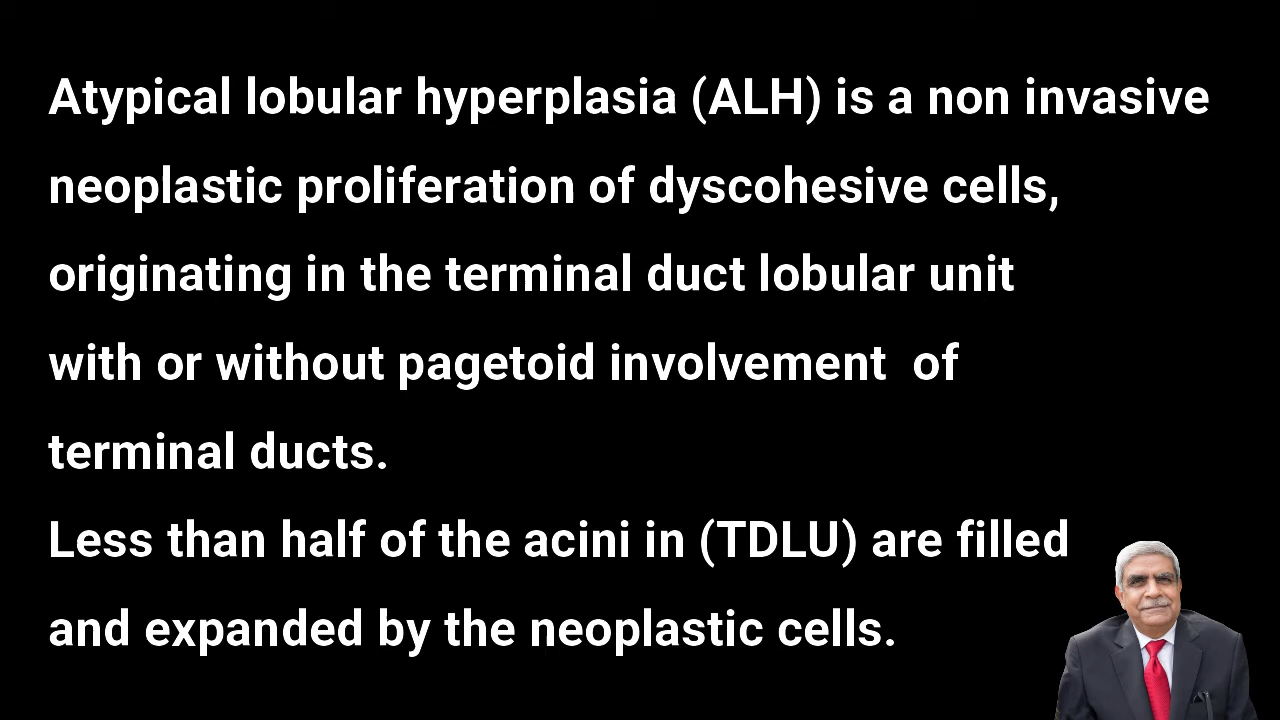 Atypical lobular hyperplasia (ALH) is a non invasive
neoplastic proliferation of dyscohesive cells,
originating in the terminal duct lobular unit
with or without pagetoid involvement  of
terminal ducts.
Less than half of the acini in (TDLU) are filled
and expanded by the neoplastic cells.